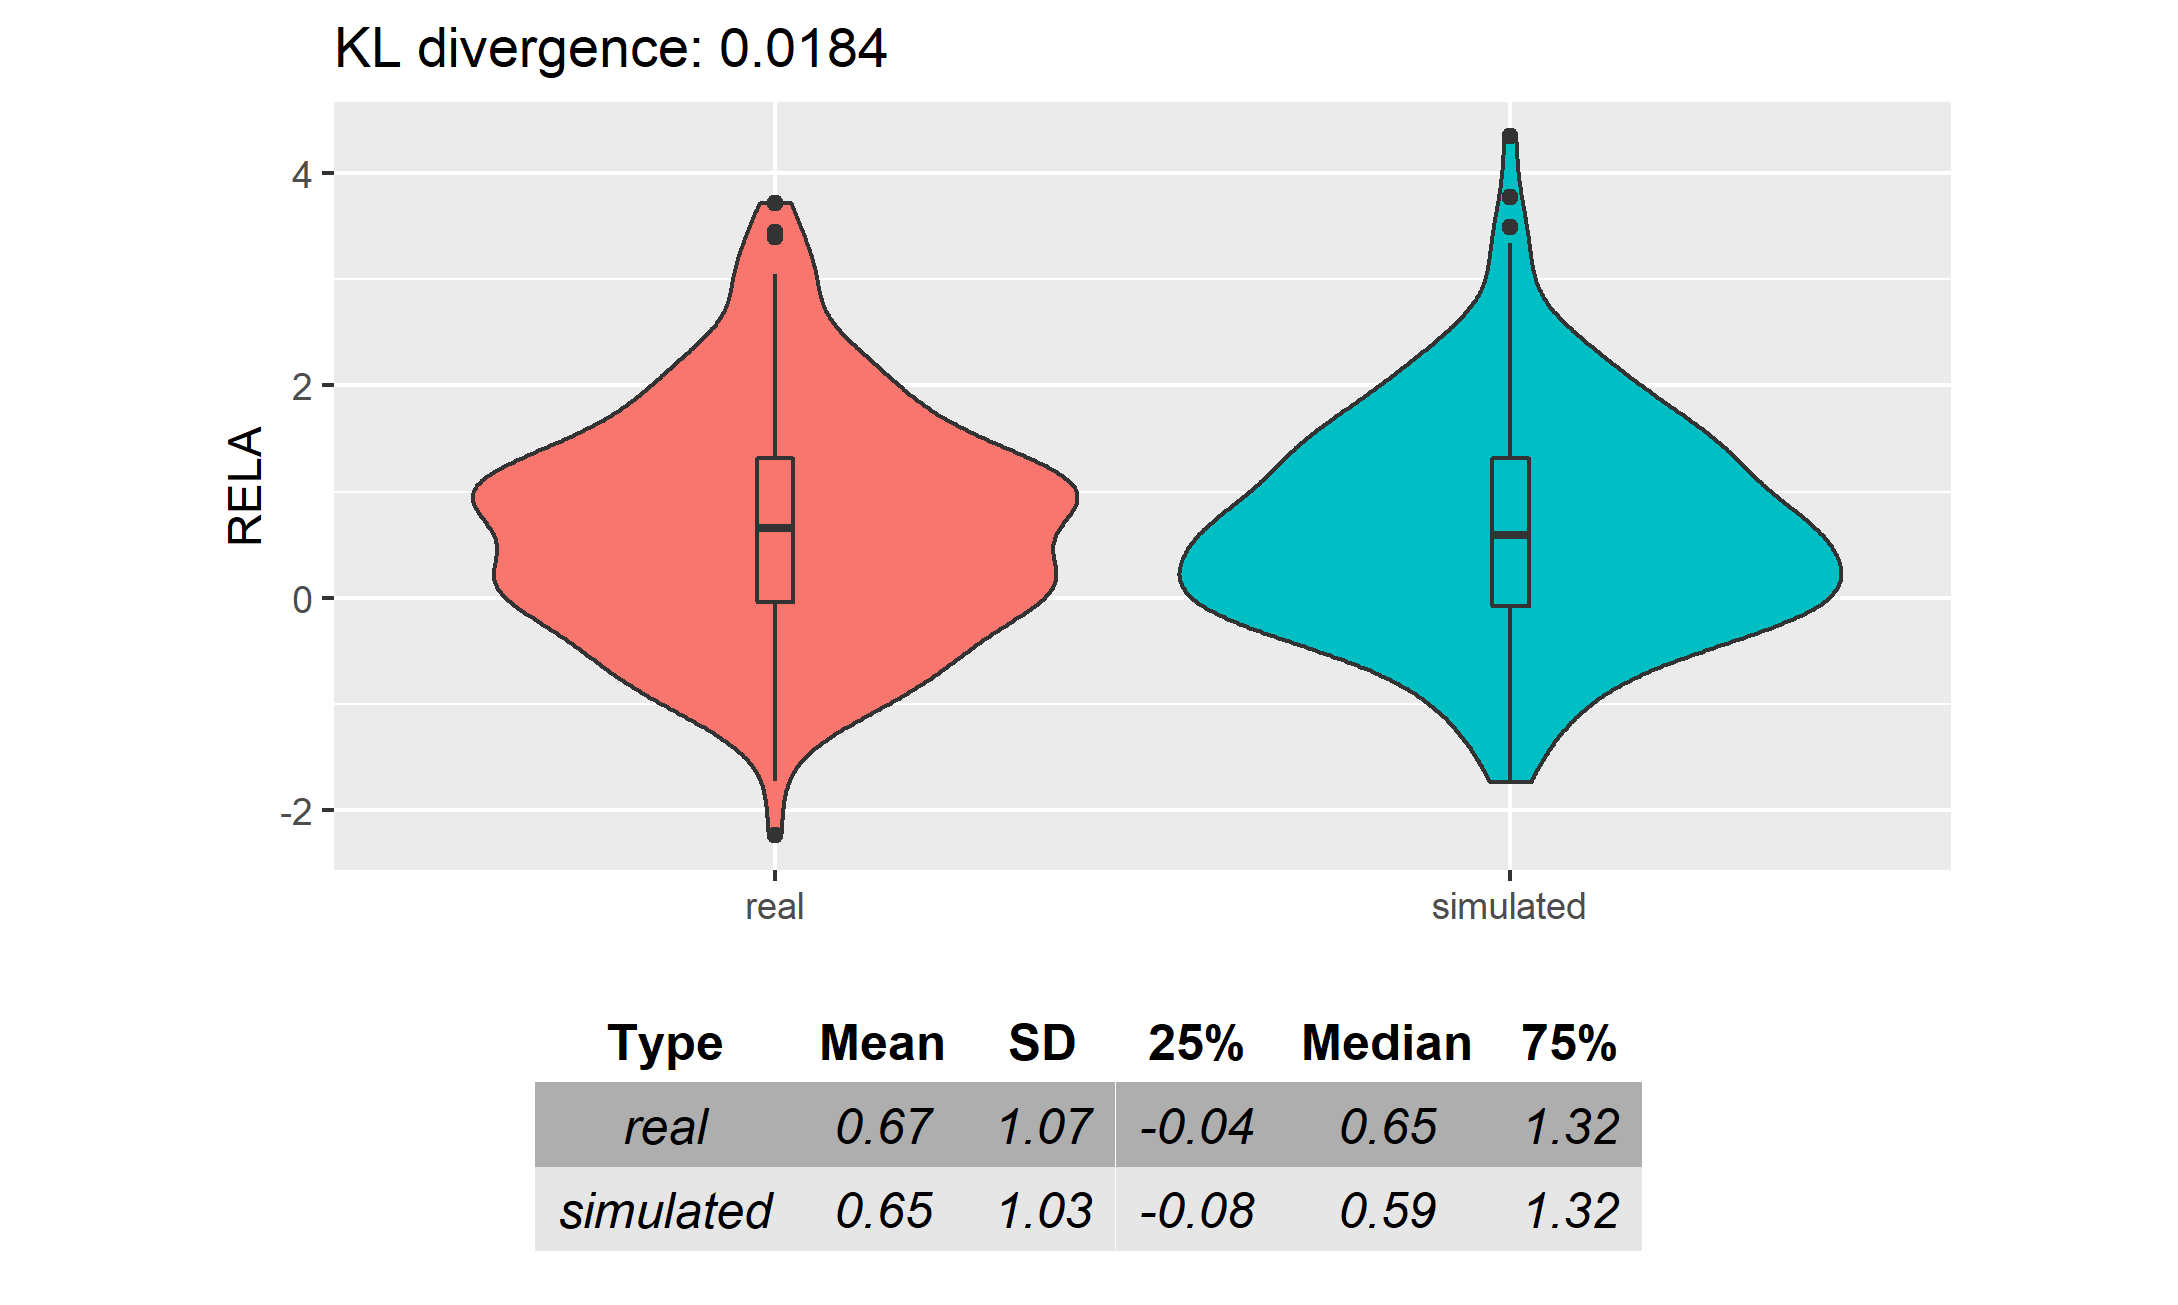 KL divergence: 0.0184
4
2
0
-2
RELA
real simulated
Type Mean SD 25% Median 75%
real 0.67 1.07 -0.04 0.65 1.32
simulated 0.65 1.03 -0.08 0.59 1.32